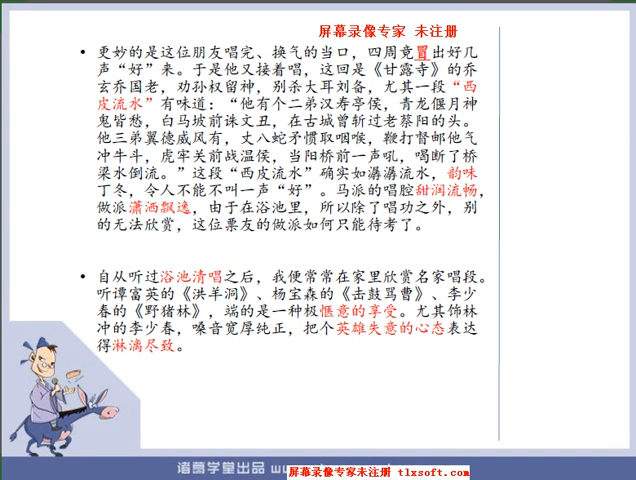 屏幕录像专家 未注册
更妙的是这位朋友唱完、换气的当口，四周竟冒出好几
声“好”来。于是他又接着唱，这回是《甘露寺》的乔
玄乔国老，劝孙权留神，别杀大耳刘备，尤其一段“西
皮流水”有味道：“他有个二弟汉寿亭侯，青龙偃月神
鬼皆愁，白马坡前诛文丑，在古城曾斩过老蔡阳的头。
他三弟翼德威风有，丈八蛇矛惯取咽喉，鞭打督邮他气
冲牛斗，虎牢关前战温侯，当阳桥前一声吼，喝断了桥
梁水倒流。”这段“西皮流水”确实如潺潺流水，韵味
丁冬，令人不能不叫一声“好”。马派的唱腔甜润流畅，
做派潇洒飘逸，由于在浴池里，所以除了唱功之外，别
的无法欣赏，这位票友的做派如何只能待考了。
自从听过浴池清唱之后，我便常常在家里欣赏名家唱段。
听谭富英的《洪羊洞》、杨宝森的《击鼓骂曹》、李少
春的《野猪林》，端的是一种极惬意的享受。尤其饰林
冲的李少春，嗓音宽厚纯正，把个英雄失意的心态表达
得淋漓尽致。
诸葛学堂出品 www
屏幕录像专家未注册 tlxsoft.com